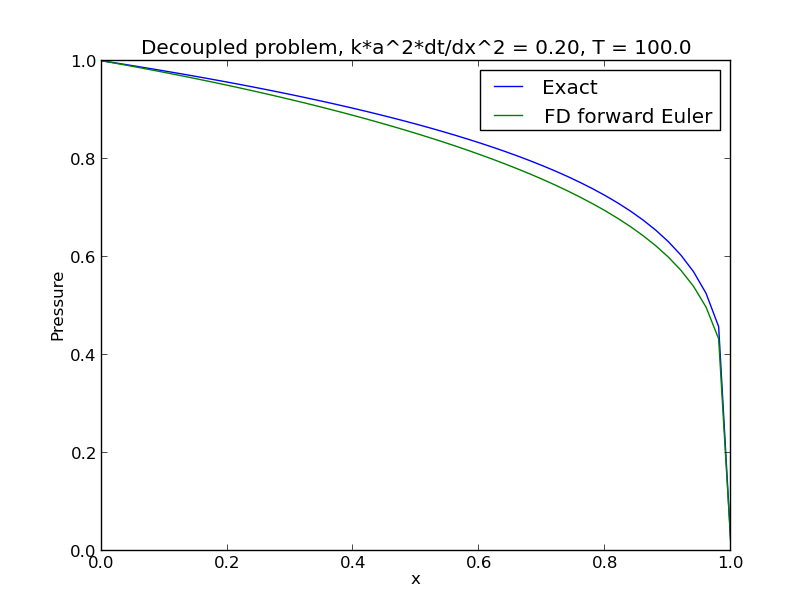 Decoupled problem, k*a^2*dt/dx^2 = 0.20, T = 100.0
Exact
FD forward Euler
1.0
0.8
0.6
0.4
0.2
0.0
Pressure
0.0 0.2 0.4 0.6 0.8 1.0
x